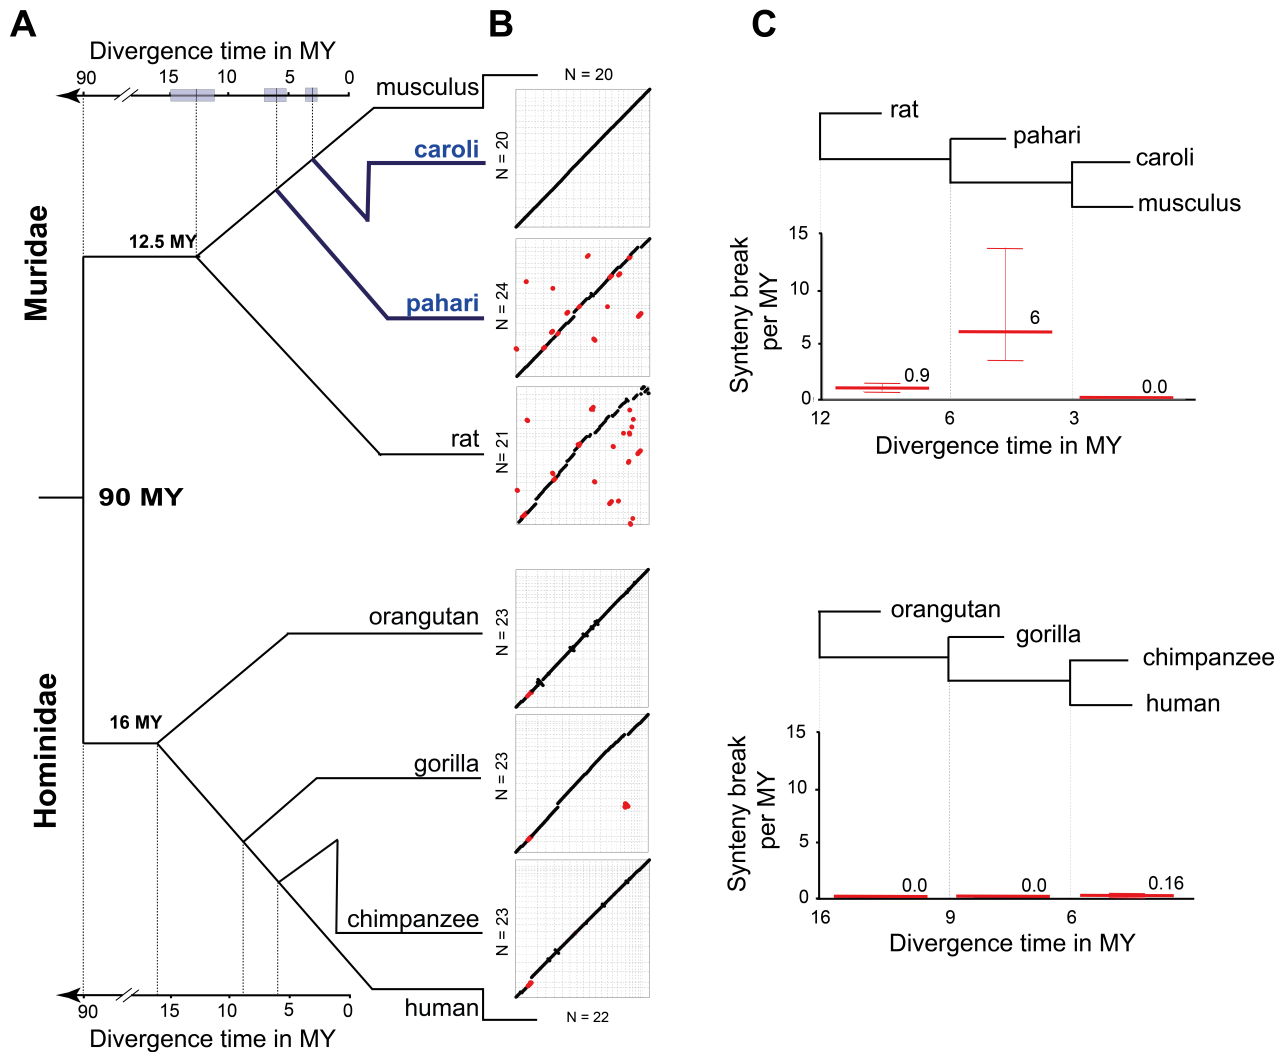 A
B
C
Divergence time in MY
90 15 10 5 0
musculus
N = 20
caroli
N = 20
Muridae
12.5 MY
pahari
N = 24
rat
N= 21
90 MY
orangutan
N = 23
Hominidae
16 MY
gorilla
N = 23
chimpanzee
N = 23
human
N = 22
90 15 10 5 0
Divergence time in MY
rat
pahari
caroli
musculus
Synteny break
per MY
15
10
5
0
0.9
6
0.0
12 6 3
Divergence time in MY
orangutan
gorilla
chimpanzee
human
Synteny break
per MY
15
10
5
0
0.0
0.0
0.16
16 9 6
Divergence time in MY